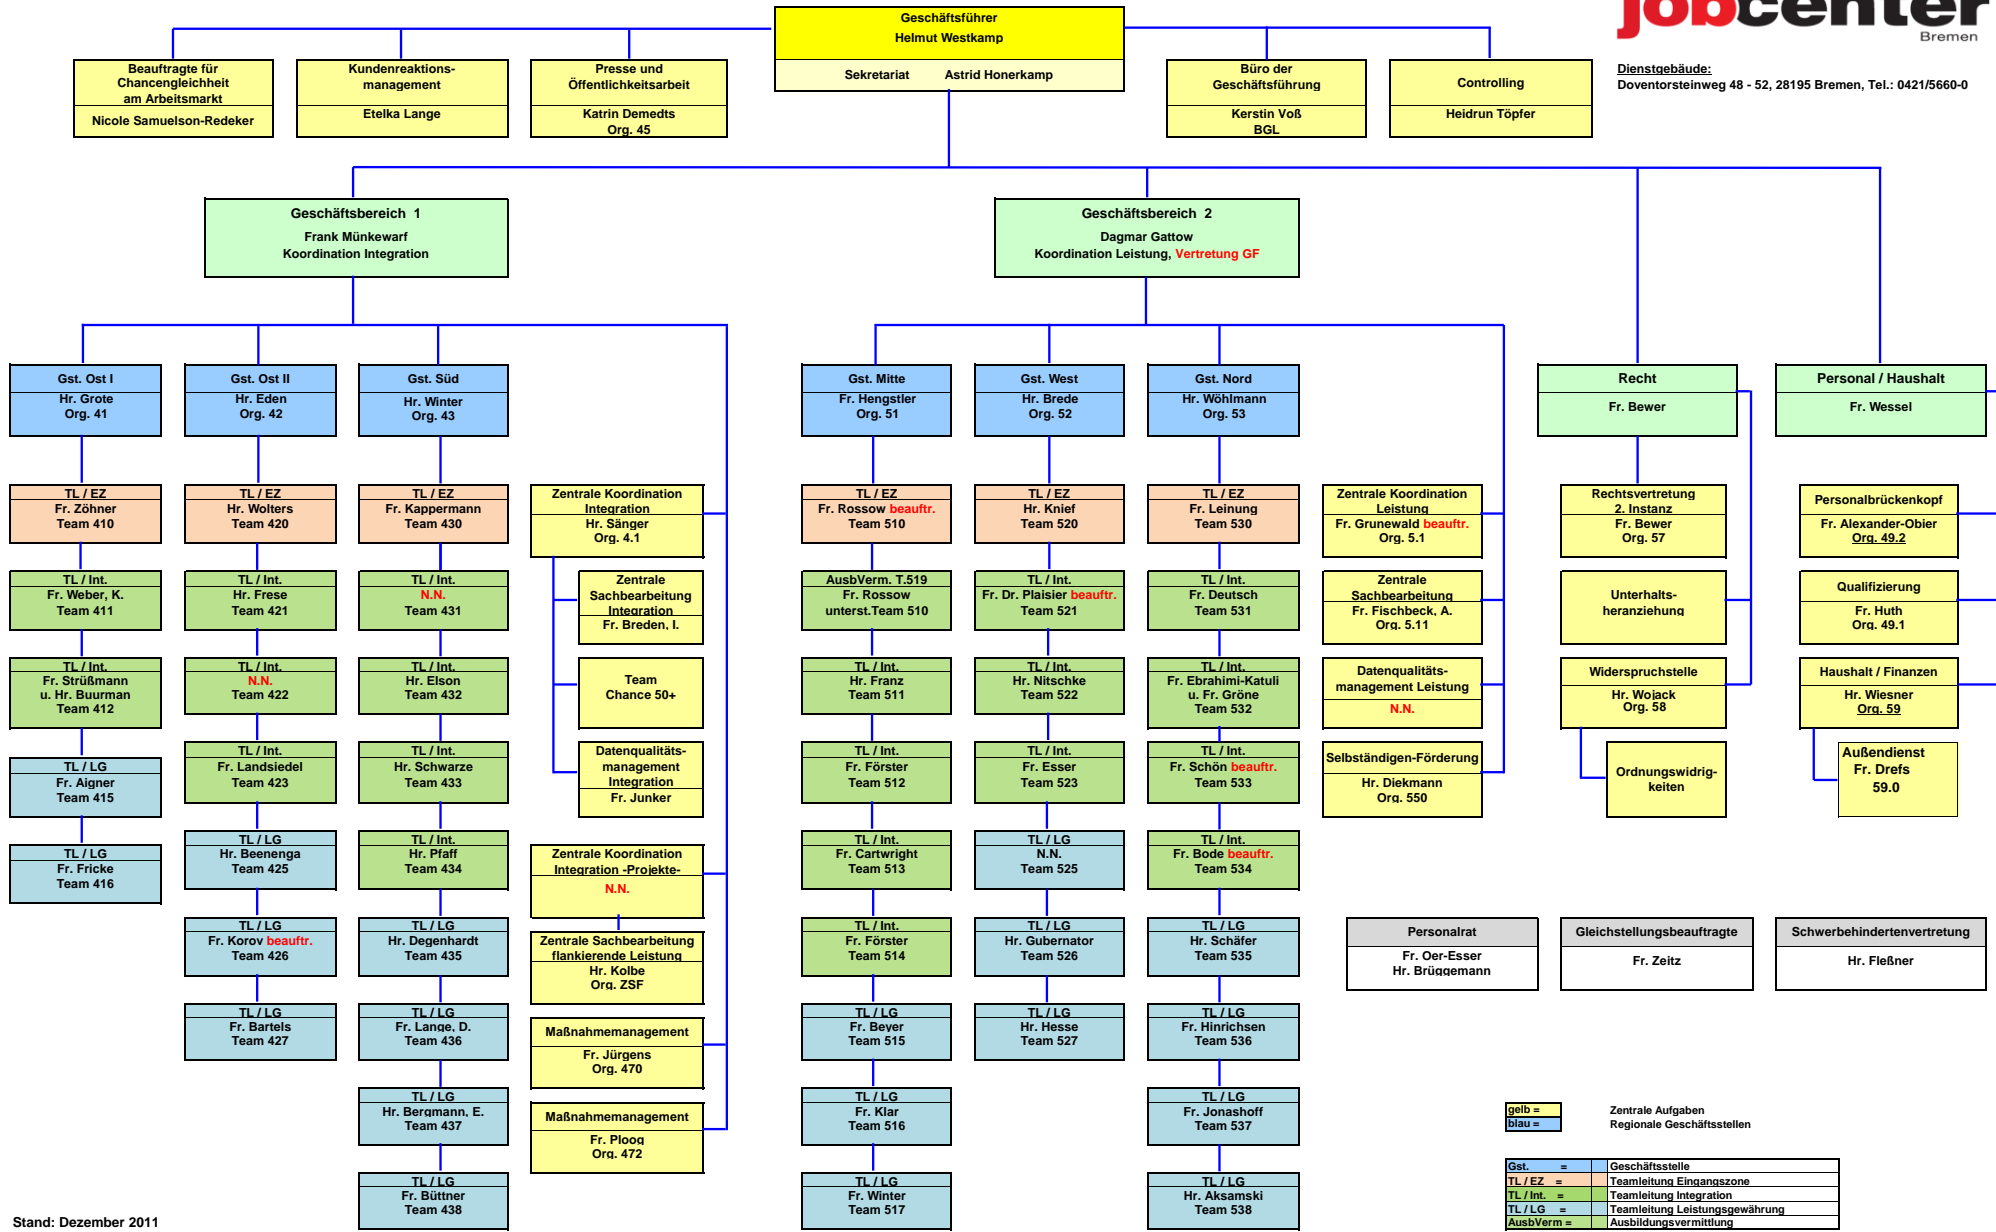 Geschäftsführer
Helmut Westkamp
Sekretariat Astrid Honerkamp
jobcenter
Bremen
Dienstgebäude:
Doventorsteinweg 48 - 52, 28195 Bremen, Tel.: 0421/5660-0
Beauftragte für
Chancengleichheit
am Arbeitsmarkt
Nicole Samuelson-Redeker
Kundenreaktions-
management
Etelka Lange
Presse und
Öffentlichkeitsarbeit
Katrin Demedts
Org. 45
Büro der
Geschäftsführung
Kerstin Voß
BGL
Controlling
Heidrun Töpfer
Geschäftsbereich 1
Frank Münkewarf
Koordination Integration
Geschäftsbereich 2
Dagmar Gattow
Koordination Leistung, Vertretung GF
Gst. Ost I
Hr. Grote
Org. 41
Gst. Ost II
Hr. Eden
Org. 42
Gst. Süd
Hr. Winter
Org. 43
Gst. Mitte
Fr. Hengstler
Org. 51
Gst. West
Hr. Brede
Org. 52
Gst. Nord
Hr. Wöhlmann
Org. 53
Recht
Fr. Bewer
Personal / Haushalt
Fr. Wessel
TL / EZ
Fr. Zöhner
Team 410
TL / EZ
Hr. Wolters
Team 420
TL / EZ
Fr. Kappermann
Team 430
Zentrale Koordination
Integration
Hr. Sänger
Org. 4.1
TL / EZ
Fr. Rossow beauftr.
Team 510
TL / EZ
Hr. Knief
Team 520
TL / EZ
Fr. Leinung
Team 530
Zentrale Koordination
Leistung
Fr. Grunewald beauftr.
Org. 5.1
Rechtsvertretung
2. Instanz
Fr. Bewer
Org. 57
Personalbrückenkopf
Fr. Alexander-Obier
Org. 49.2
TL / Int.
Fr. Weber, K.
Team 411
TL / Int.
Hr. Frese
Team 421
TL / Int.
N.N.
Team 431
Zentrale
Sachbearbeitung
Integration
Fr. Breden, I.
AusbVerm. T.519
Fr. Rossow
unterst.Team 510
TL / Int.
Fr. Dr. Plaisier beauftr.
Team 521
TL / Int.
Fr. Deutsch
Team 531
Zentrale
Sachbearbeitung
Fr. Fischbeck, A.
Org. 5.11
Unterhalts-
heranziehung
Qualifizierung
Fr. Huth
Org. 49.1
TL / Int.
Fr. Strüßmann
u. Hr. Buurman
Team 412
TL / Int.
N.N.
Team 422
TL / Int.
Hr. Elson
Team 432
Team
Chance 50+
TL / Int.
Hr. Franz
Team 511
TL / Int.
Hr. Nitschke
Team 522
TL / Int.
Fr. Ebrahimi-Katuli
u. Fr. Gröne
Team 532
Datenqualitäts-
management Leistung
N.N.
Widerspruchstelle
Hr. Wojack
Org. 58
Haushalt / Finanzen
Hr. Wiesner
Org. 59
TL / LG
Fr. Aigner
Team 415
TL / Int.
Fr. Landsiedel
Team 423
TL / Int.
Hr. Schwarze
Team 433
Datenqualitäts-
management
Integration
Fr. Junker
TL / Int.
Fr. Förster
Team 512
TL / Int.
Fr. Esser
Team 523
TL / Int.
Fr. Schön beauftr.
Team 533
Selbständigen-Förderung
Hr. Diekmann
Org. 550
Ordnungswidrig-
keiten
Außendienst
Fr. Drefs
59.0
TL / LG
Fr. Fricke
Team 416
TL / LG
Hr. Beenenga
Team 425
TL / Int.
Hr. Pfaff
Team 434
Zentrale Koordination
Integration -Projekte-
N.N.
TL / Int.
Fr. Cartwright
Team 513
TL / LG
N.N.
Team 525
TL / Int.
Fr. Bode beauftr.
Team 534
TL / LG
Fr. Korov beauftr.
Team 426
TL / LG
Hr. Degenhardt
Team 435
Zentrale Sachbearbeitung
flankierende Leistung
Hr. Kolbe
Org. ZSF
TL / Int.
Fr. Förster
Team 514
TL / LG
Hr. Gubernator
Team 526
TL / LG
Hr. Schäfer
Team 535
Personalrat
Fr. Oer-Esser
Hr. Brüggemann
Gleichstellungsbeauftragte
Fr. Zeitz
Schwerbehindertenvertretung
Hr. Fleßner
TL / LG
Fr. Bartels
Team 427
TL / LG
Fr. Lange, D.
Team 436
Maßnahmemanagement
Fr. Jürgens
Org. 470
TL / LG
Fr. Beyer
Team 515
TL / LG
Hr. Hesse
Team 527
TL / LG
Fr. Hinrichsen
Team 536
TL / LG
Hr. Bergmann, E.
Team 437
Maßnahmemanagement
Fr. Ploog
Org. 472
TL / LG
Fr. Klar
Team 516
TL / LG
Fr. Jonashoff
Team 537
gelb = Zentrale Aufgaben
blau = Regionale Geschäftsstellen
TL / LG
Fr. Büttner
Team 438
TL / LG
Fr. Winter
Team 517
TL / LG
Hr. Aksamski
Team 538
Gst. = Geschäftsstelle
TL / EZ = Teamleitung Eingangszone
TL / Int. = Teamleitung Integration
TL / LG = Teamleitung Leistungsgewährung
AusbVerm = Ausbildungsvermittlung
Stand: Dezember 2011